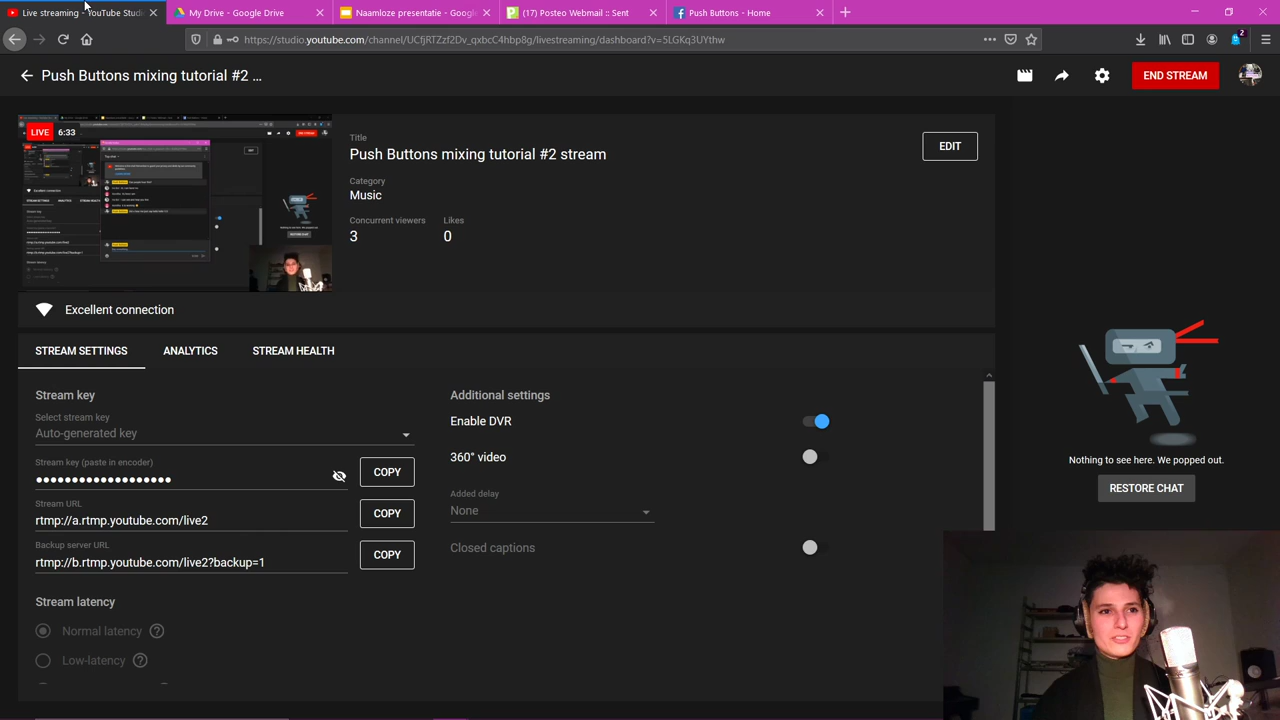 Live streaming - YouTube Studi
My Drive - Google Drive
Naamloze presentatie - Goog
(17) Posteo Webmail :: Sent
Push Buttons - Home
https://studio.youtube.com/channel/UCfjRTZzf2Dv_qxbcC4hbp8g/livestreaming/dashboard?v=5LGKq3UYthw
2
Push Buttons mixing tutorial #2 ...
END STREAM
LIVE 6:33
Title
Push Buttons mixing tutorial #2 stream
EDIT
Category
Music
Concurrent viewers
Likes
3
0
Excellent connection
STREAM SETTINGS
ANALYTICS
STREAM HEALTH
Stream key
Select stream key
Auto-generated key
Stream key (paste in encoder)
COPY
Stream URL
rtmp://a.rtmp.youtube.com/live2
COPY
Backup server URL
rtmp://b.rtmp.youtube.com/live2?backup=1
COPY
Stream latency
Normal latency
Low-latency
Additional settings
Enable DVR
360° video
Added delay
None
Closed captions
Nothing to see here. We popped out.
RESTORE CHAT